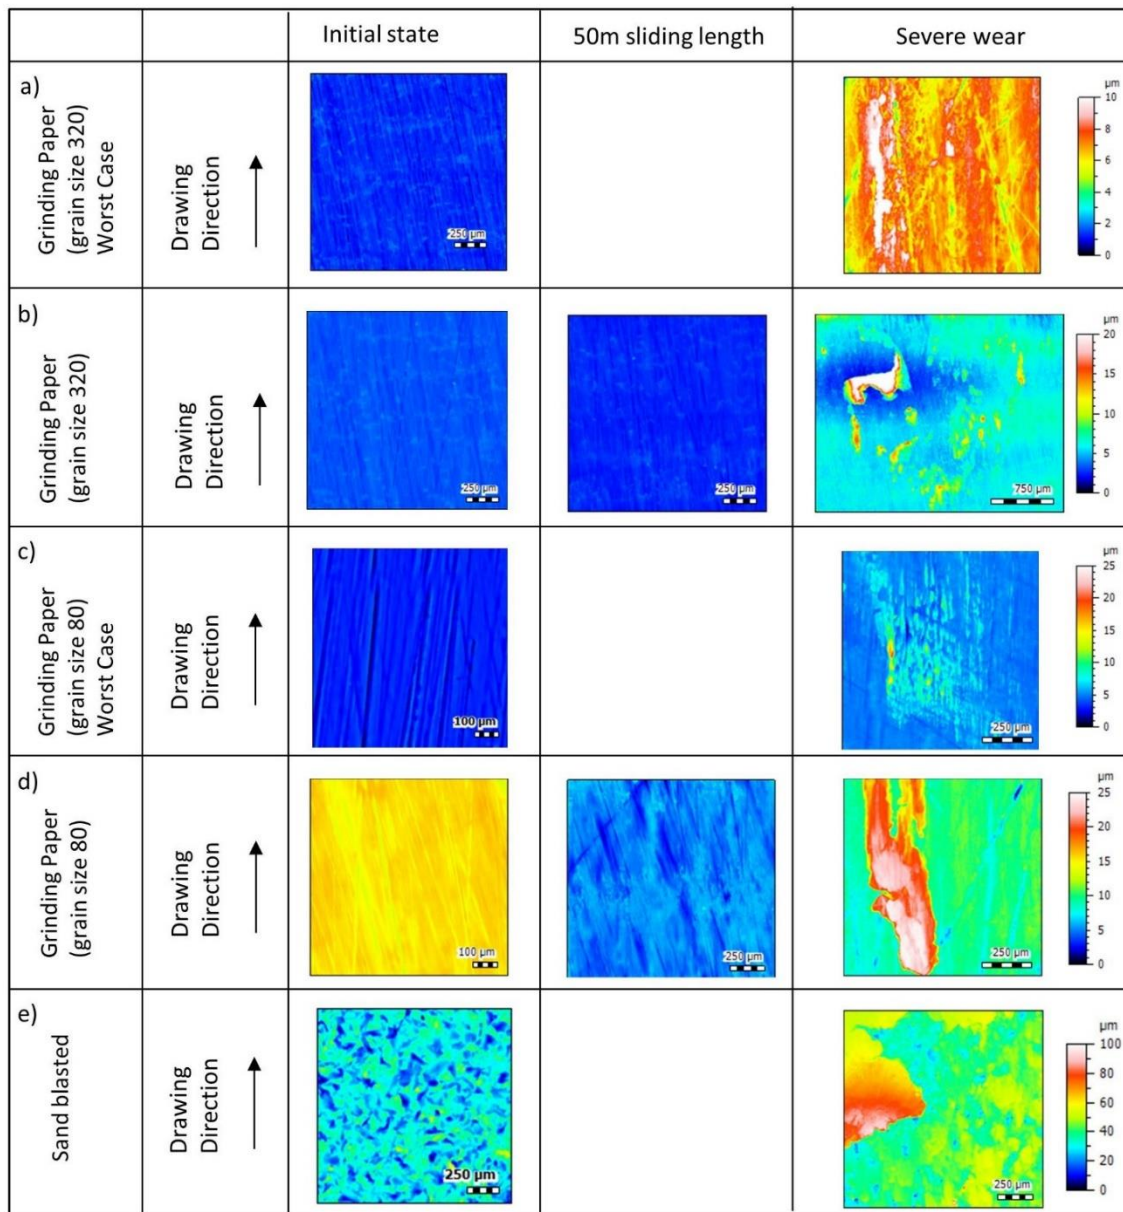 Initial state
50m sliding length
Severe wear
a)
Grinding Paper
(grain size 320)
Worst Case
Drawing
Direction
250 µm
µm
10
8
6
4
2
0
b)
Grinding Paper
(grain size 320)
Drawing
Direction
250 µm
250 µm
750 µm
µm
20
15
10
5
0
c)
Grinding Paper
(grain size 80)
Worst Case
Drawing
Direction
100 µm
250 µm
µm
25
20
15
10
5
0
d)
Grinding Paper
(grain size 80)
Drawing
Direction
100 µm
250 µm
250 µm
µm
25
20
15
10
5
0
e)
Sand blasted
Drawing
Direction
250 µm
250 µm
µm
100
80
60
40
20
0